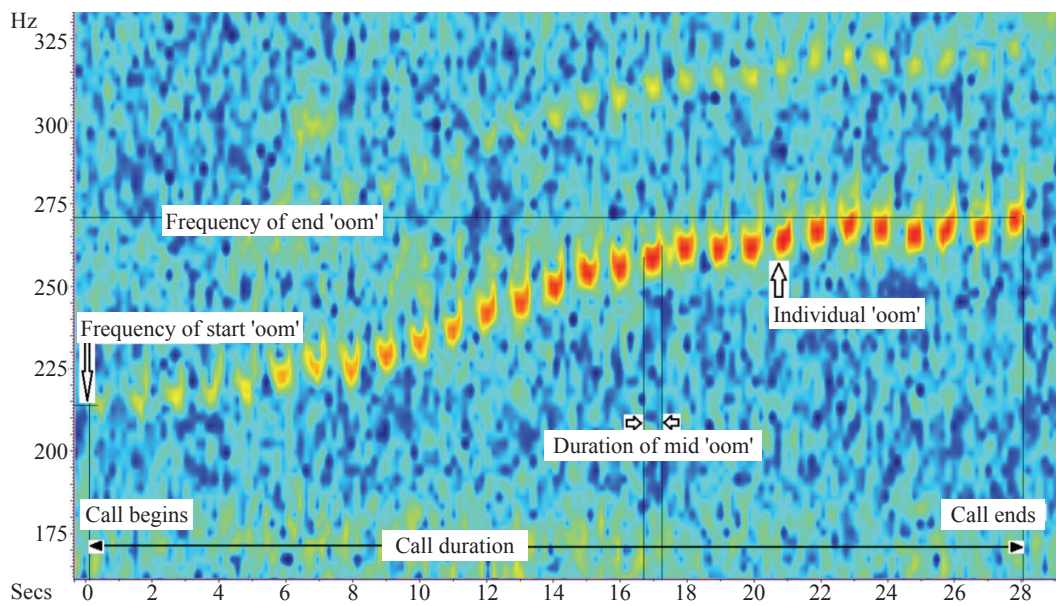 Hz
325
300
275
Frequency of end 'oom'
250
Individual 'oom'
Frequency of start 'oom'
225
200
Duration of mid 'oom'
Call begins
Call ends
175
Call duration
Secs 0 2 4 6 8 10 12 14 16 18 20 22 24 26 28